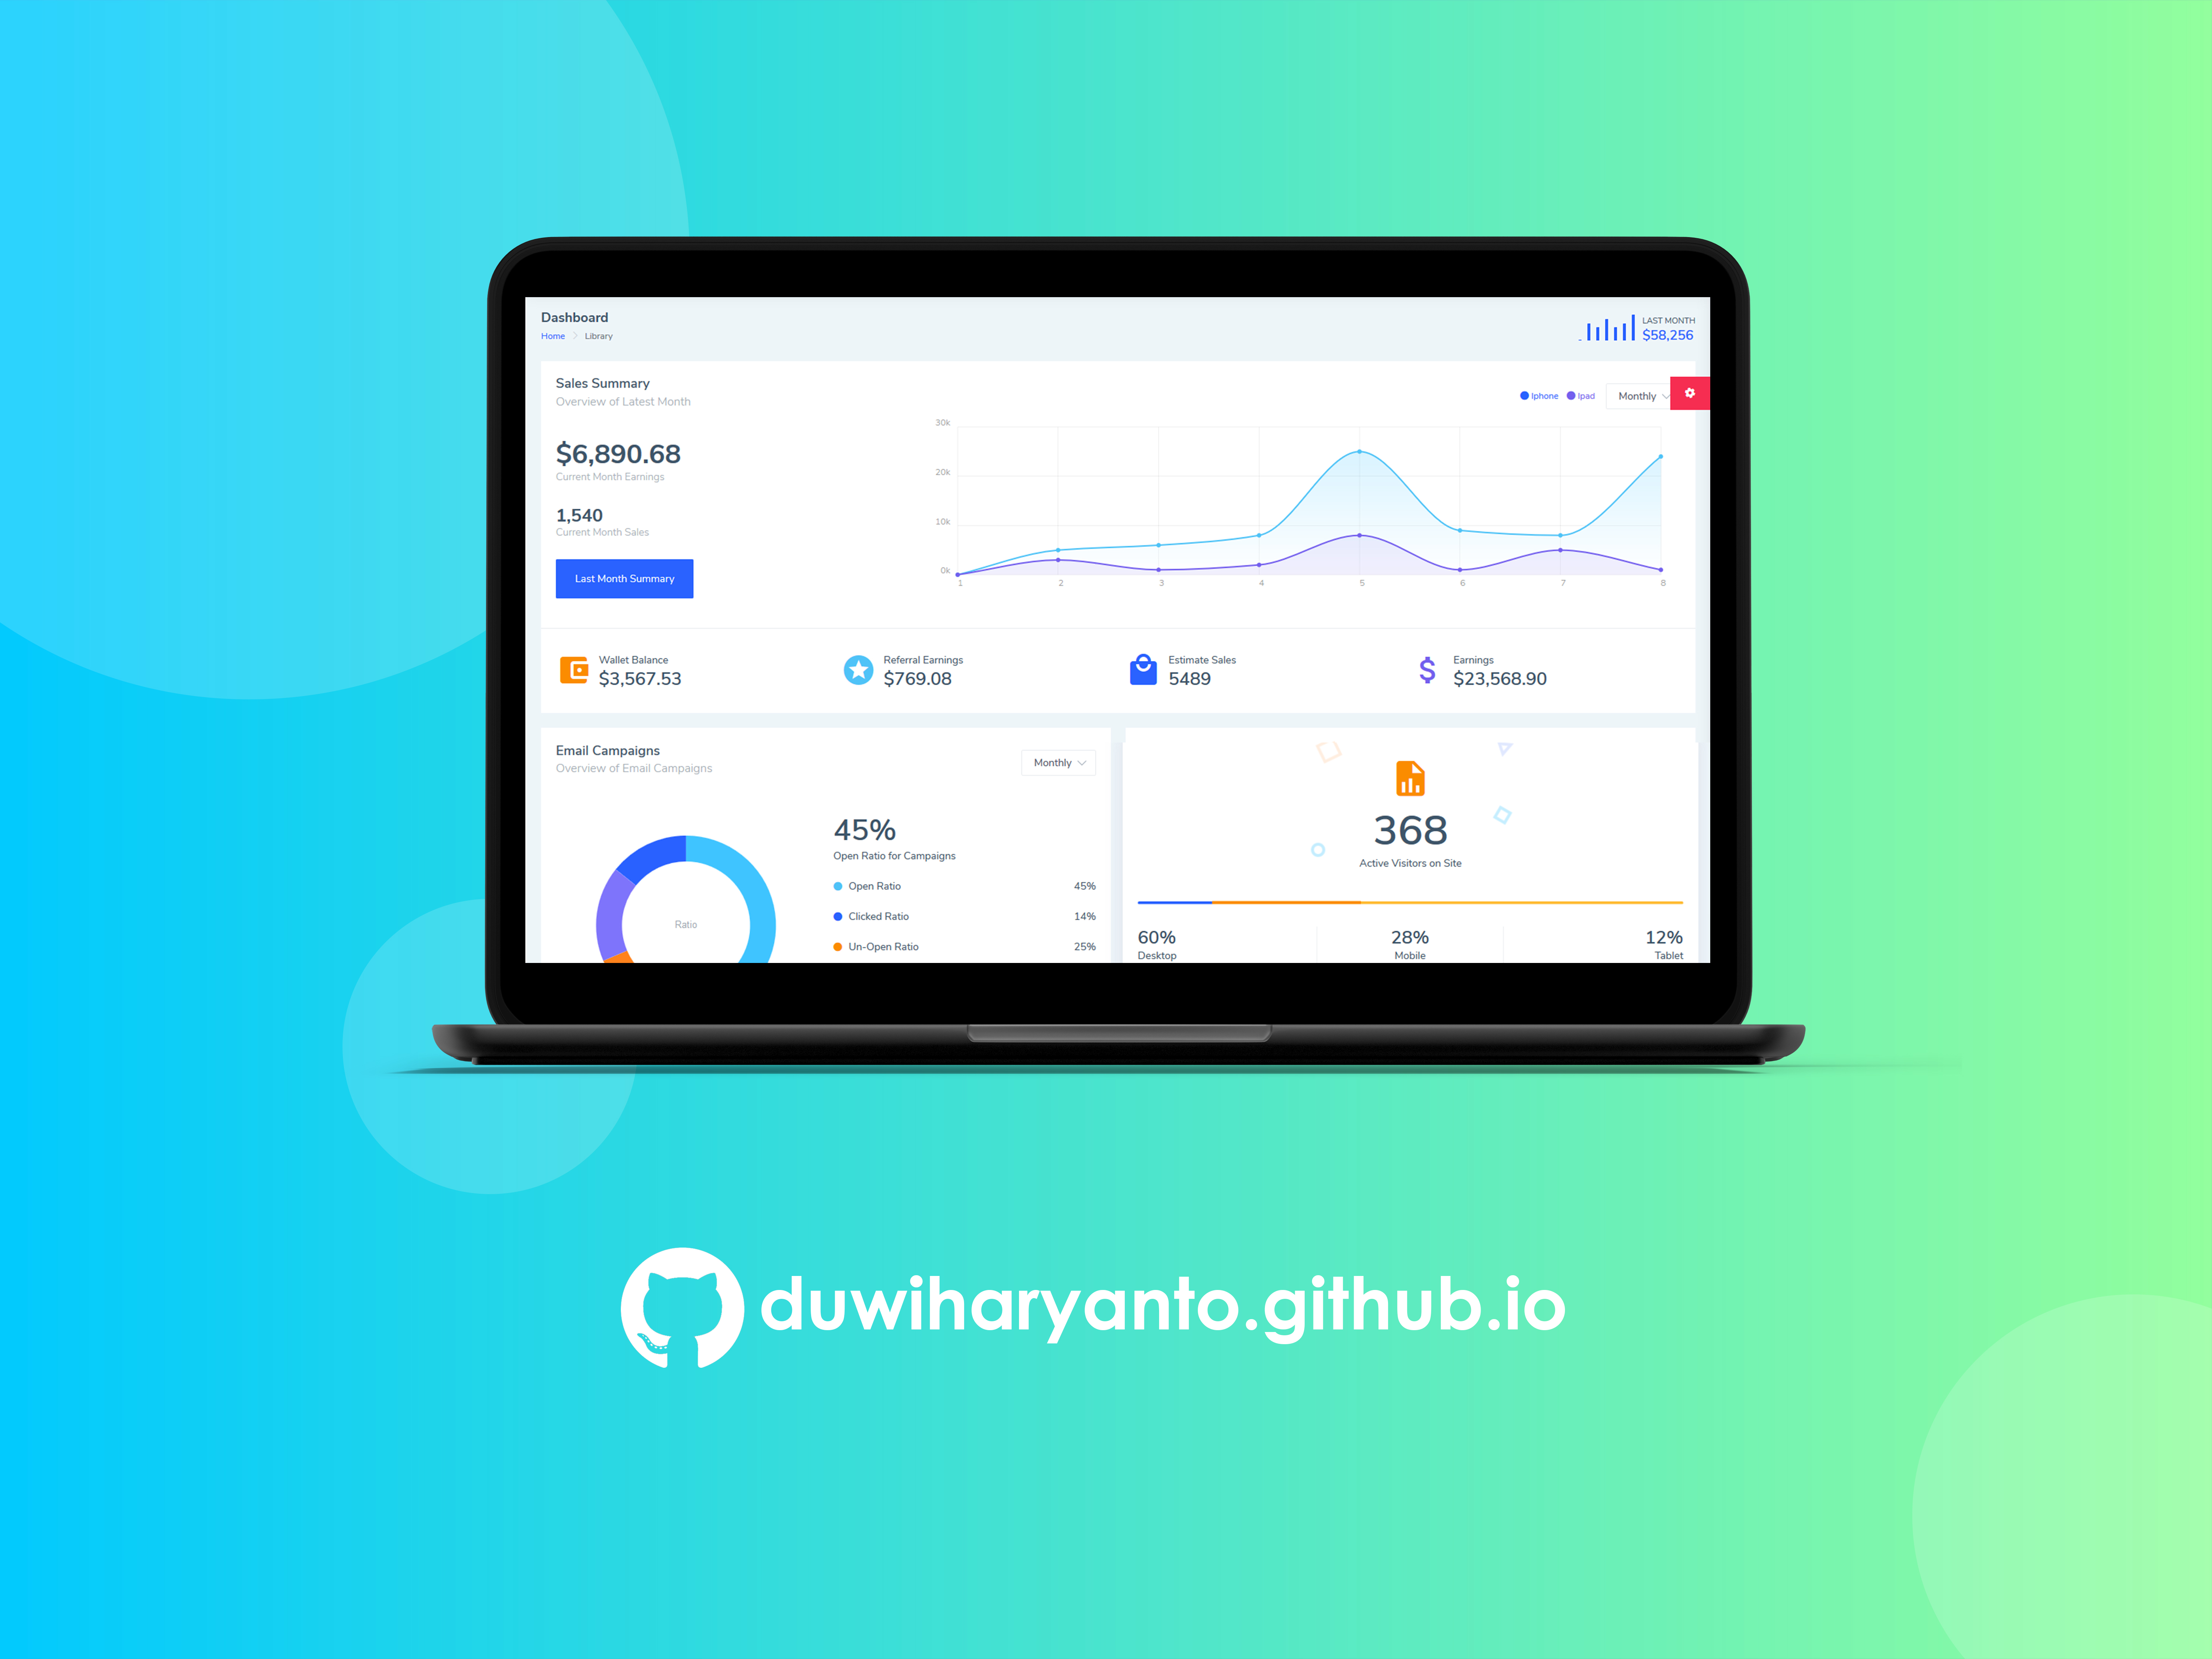 Dashboard
Home > Library
LAST MONTH
$58,256
Sales Summary
Overview of Latest Month
Iphone Ipad Monthly
$6,890.68
Current Month Earnings
1,540
Current Month Sales
Last Month Summary
30k
20k
10k
0k
1 2 3 4 5 6 7 8
Wallet Balance
$3,567.53
Referral Earnings
$769.08
Estimate Sales
5489
Earnings
$23,568.90
Email Campaigns
Overview of Email Campaigns
Monthly
Ratio
45%
Open Ratio for Campaigns
Open Ratio 45%
Clicked Ratio 14%
Un-Open Ratio 25%
368
Active Visitors on Site
60%
Desktop
28%
Mobile
12%
Tablet
duwiharyanto.github.io